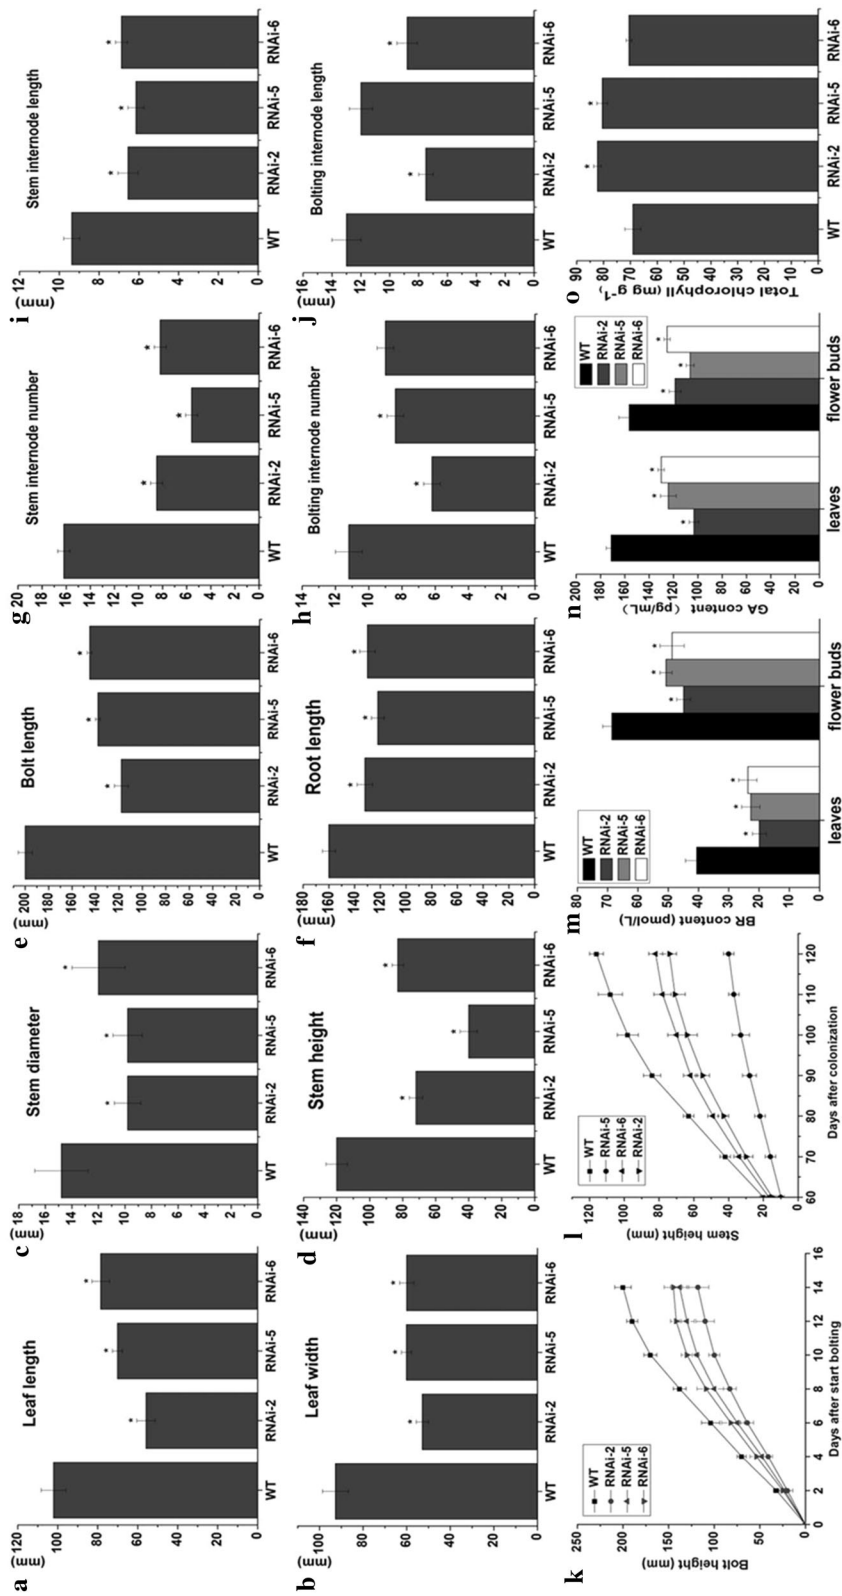 a
(mm)
Leaf length
120
100
80
60
40
20
0
WT RNAi-2 RNAi-5 RNAi-6
* * *
b
(mm)
Leaf width
100
80
60
40
20
0
WT RNAi-2 RNAi-5 RNAi-6
* * *
c
(mm)
Stem diameter
18
16
14
12
10
8
6
4
2
0
WT RNAi-2 RNAi-5 RNAi-6
* * *
d
(mm)
Stem height
140
120
100
80
60
40
20
0
WT RNAi-2 RNAi-5 RNAi-6
* * *
e
(mm)
Bolt length
200
180
160
140
120
100
80
60
40
20
0
WT RNAi-2 RNAi-5 RNAi-6
* * *
f
(mm)
Root length
180
160
140
120
100
80
60
40
20
0
WT RNAi-2 RNAi-5 RNAi-6
* * *
g
Stem internode number
20
18
16
14
12
10
8
6
4
2
0
WT RNAi-2 RNAi-5 RNAi-6
* * *
h
Bolting internode number
14
12
10
8
6
4
2
0
WT RNAi-2 RNAi-5 RNAi-6
* *
i
(mm)
Stem internode length
12
10
8
6
4
2
0
WT RNAi-2 RNAi-5 RNAi-6
* * *
j
(mm)
Bolting internode length
16
14
12
10
8
6
4
2
0
WT RNAi-2 RNAi-5 RNAi-6
* *
k
Bolt height (mm)
250
200
150
100
50
0
WT
RNAi-2
RNAi-5
RNAi-6
0 2 4 6 8 10 12 14 16
Days after start bolting
l
Stem height (mm)
120
100
80
60
40
20
0
WT
RNAi-5
RNAi-6
RNAi-2
60 70 80 90 100 110 120
Days after colonization
m
BR content (pmol/L)
80
70
60
50
40
30
20
10
0
WT
RNAi-2
RNAi-5
RNAi-6
* * * * * *
leaves flower buds
n
GA content (pg/mL)
200
180
160
140
120
100
80
60
40
20
0
WT
RNAi-2
RNAi-5
RNAi-6
* * * * * *
leaves flower buds
o
Total chlorophyll (mg g⁻¹),
90
80
70
60
50
40
30
20
10
0
WT RNAi-2 RNAi-5 RNAi-6
* *